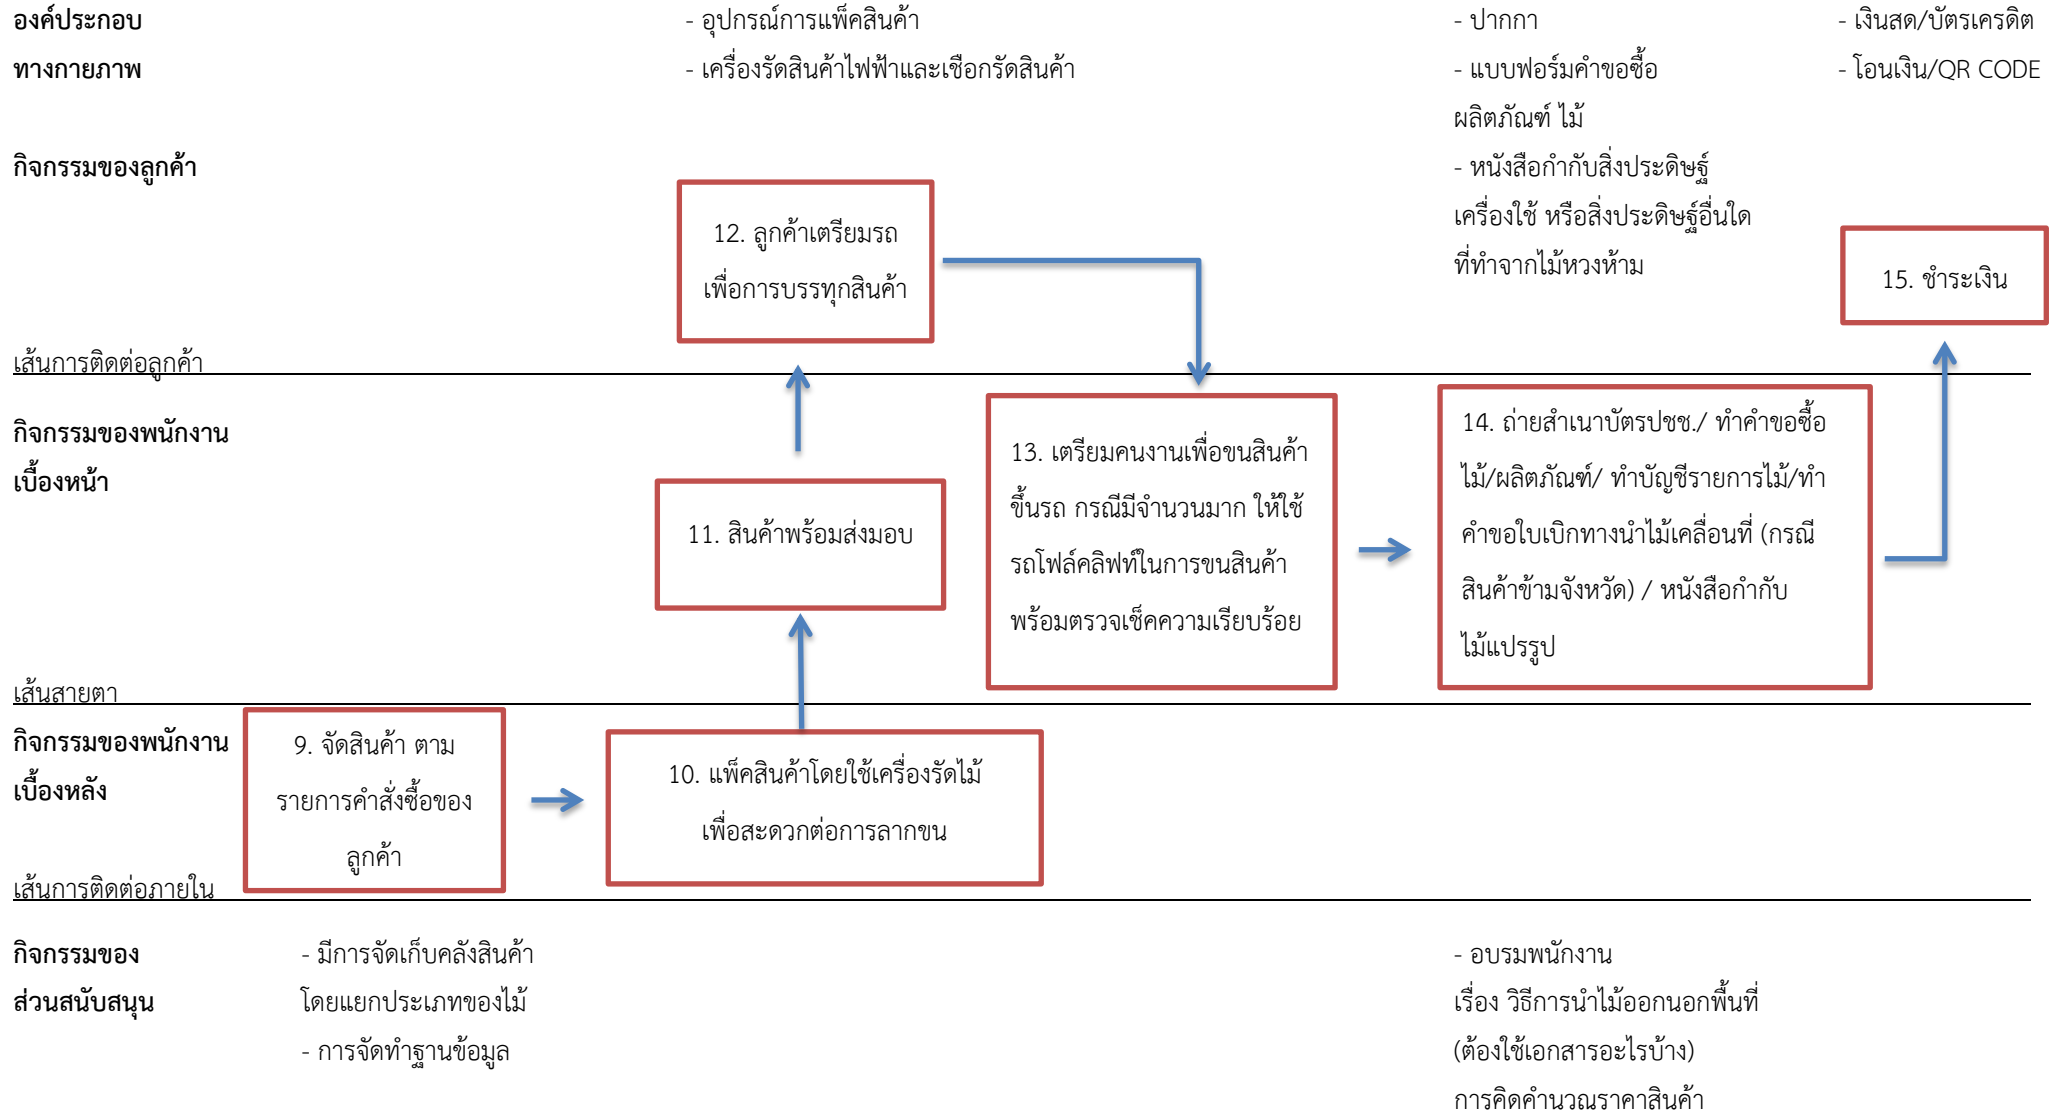 องค์ประกอบ
ทางกายภาพ
- อุปกรณ์การแพ็คสินค้า
- เครื่องรัดสินค้าไฟฟ้าและเชือกรัดสินค้า
- ปากกา
- แบบฟอร์มคำขอซื้อ
ผลิตภัณฑ์ ไม้
- หนังสือกำกับสิ่งประดิษฐ์
เครื่องใช้ หรือสิ่งประดิษฐ์อื่นใด
ที่ทำจากไม้หวงห้าม
- เงินสด/บัตรเครดิต
- โอนเงิน/QR CODE
กิจกรรมของลูกค้า
12. ลูกค้าเตรียมรถ
เพื่อการบรรทุกสินค้า
15. ชำระเงิน
เส้นการติดต่อลูกค้า
กิจกรรมของพนักงาน
เบื้องหน้า
11. สินค้าพร้อมส่งมอบ
13. เตรียมคนงานเพื่อขนสินค้า
ขึ้นรถ กรณีมีจำนวนมาก ให้ใช้
รถโฟล์คลิฟท์ในการขนสินค้า
พร้อมตรวจเช็คความเรียบร้อย
14. ถ่ายสำเนาบัตรปชช./ ทำคำขอซื้อ
ไม้/ผลิตภัณฑ์/ ทำบัญชีรายการไม้/ทำ
คำขอใบเบิกทางนำไม้เคลื่อนที่ (กรณี
สินค้าข้ามจังหวัด) / หนังสือกำกับ
ไม้แปรรูป
เส้นสายตา
กิจกรรมของพนักงาน
เบื้องหลัง
9. จัดสินค้า ตาม
รายการคำสั่งซื้อของ
ลูกค้า
10. แพ็คสินค้าโดยใช้เครื่องรัดไม้
เพื่อสะดวกต่อการลากขน
เส้นการติดต่อภายใน
กิจกรรมของ
ส่วนสนับสนุน
- มีการจัดเก็บคลังสินค้า
โดยแยกประเภทของไม้
- การจัดทำฐานข้อมูล
- อบรมพนักงาน
เรื่อง วิธีการนำไม้ออกนอกพื้นที่
(ต้องใช้เอกสารอะไรบ้าง)
การคิดคำนวณราคาสินค้า